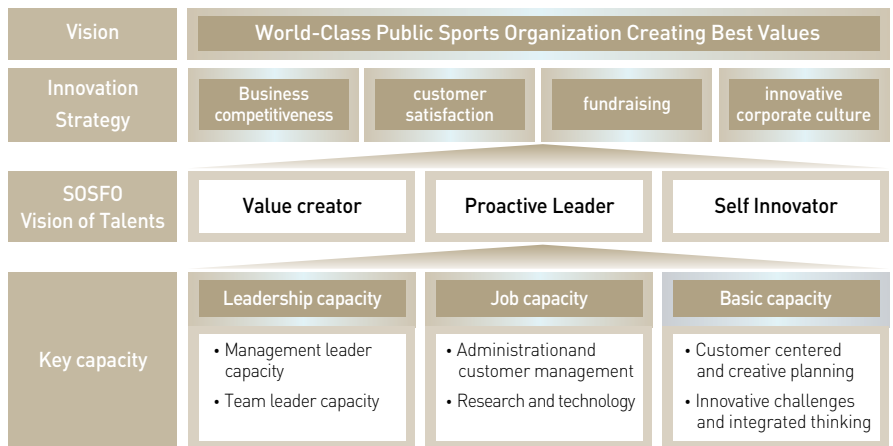 Vision
World-Class Public Sports Organization Creating Best Values
Innovation
Strategy
Business
competitiveness
customer
satisfaction
fundraising
innovative
corporate culture
SOSFO
Vision of Talents
Value creator
Proactive Leader
Self Innovator
Key capacity
Leadership capacity
• Management leader
capacity
• Team leader capacity
Job capacity
• Administrationand
customer management
• Research and technology
Basic capacity
• Customer centered
and creative planning
• Innovative challenges
and integrated thinking